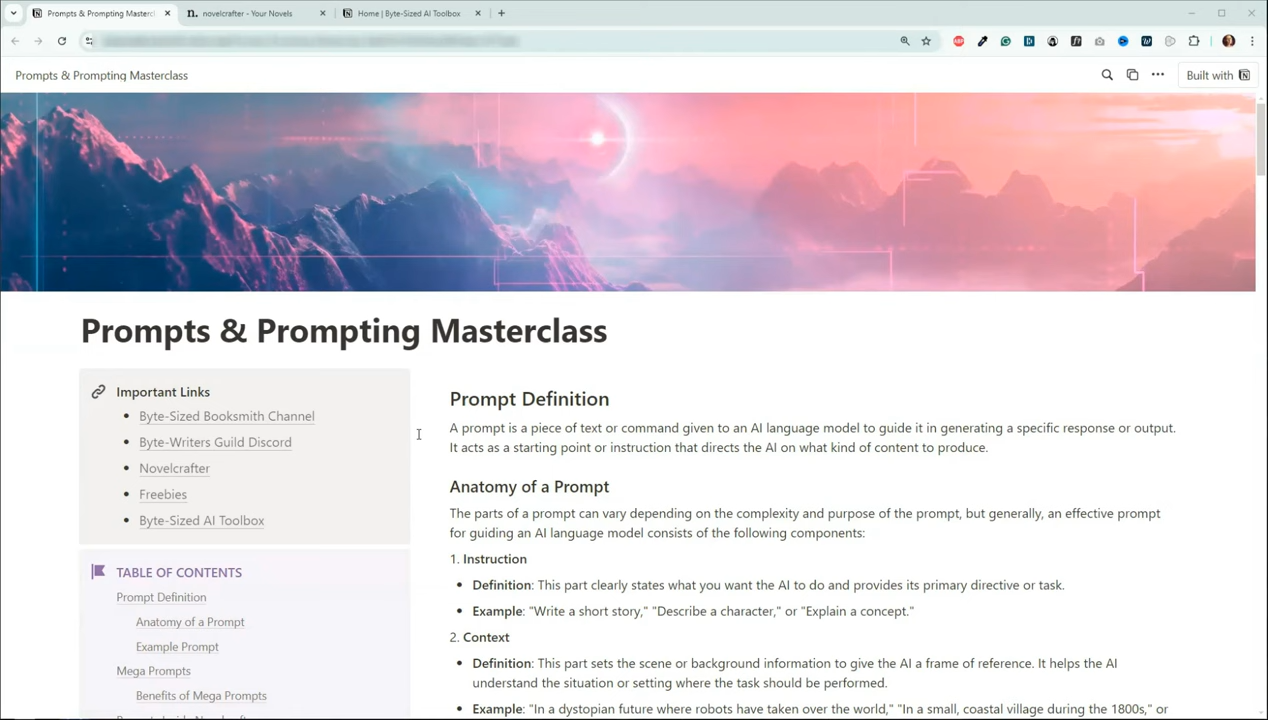 Prompts & Prompting Mastercl
novelcrafter - Your Novels
Home | Byte-Sized AI Toolbox
Prompts & Prompting Masterclass
Built with
Prompts & Prompting Masterclass
Important Links
Byte-Sized Booksmith Channel
Byte-Writers Guild Discord
Novelcrafter
Freebies
Byte-Sized AI Toolbox
TABLE OF CONTENTS
Prompt Definition
Anatomy of a Prompt
Example Prompt
Mega Prompts
Benefits of Mega Prompts
Prompt Definition
A prompt is a piece of text or command given to an AI language model to guide it in generating a specific response or output.
It acts as a starting point or instruction that directs the AI on what kind of content to produce.
Anatomy of a Prompt
The parts of a prompt can vary depending on the complexity and purpose of the prompt, but generally, an effective prompt
for guiding an AI language model consists of the following components:
1. Instruction
• Definition: This part clearly states what you want the AI to do and provides its primary directive or task.
• Example: "Write a short story," "Describe a character," or "Explain a concept."
2. Context
• Definition: This part sets the scene or background information to give the AI a frame of reference. It helps the AI
understand the situation or setting where the task should be performed.
• Example: "In a dystopian future where robots have taken over the world," "In a small, coastal village during the 1800s," or